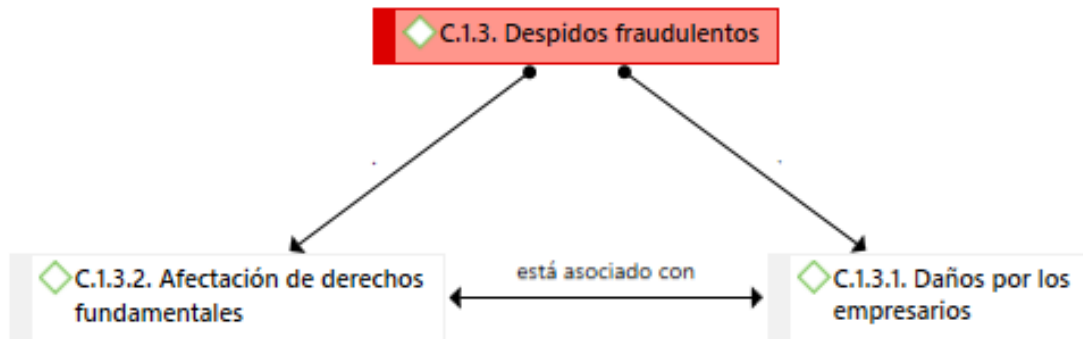 C.1.3. Despidos fraudulentos
está asociado con
C.1.3.2. Afectación de derechos
fundamentales
C.1.3.1. Daños por los
empresarios